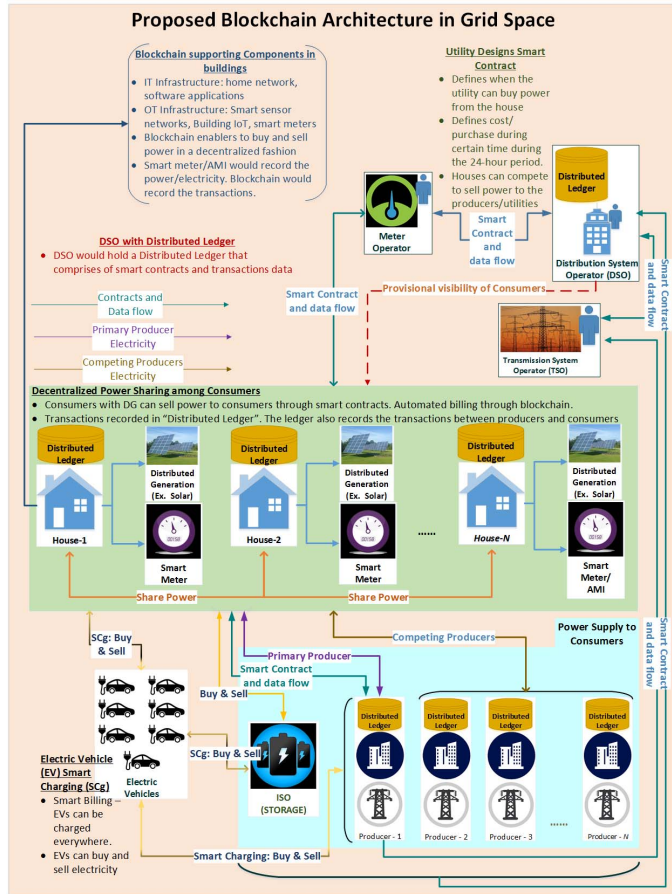 Proposed Blockchain Architecture in Grid Space
Blockchain supporting Components in
buildings
• IT Infrastructure: home network,
software applications
• OT Infrastructure: Smart sensor
networks, Building IoT, smart meters
• Blockchain enablers to buy and sell
power in a decentralized fashion
• Smart meter/AMI would record the
power/electricity. Blockchain would
record the transactions.
Utility Designs Smart
Contract
• Defines when the
utility can buy power
from the house
• Defines cost/
purchase during
certain time during
the 24-hour period.
• Houses can compete
to sell power to the
producers/utilities
Distributed
Ledger
Distribution System
Operator (DSO)
Meter
Operator
Smart
Contract
and
data flow
DSO with Distributed Ledger
• DSO would hold a Distributed Ledger that
comprises of smart contracts and transactions data
Contracts and
Data flow
Primary Producer
Electricity
Competing Producers
Electricity
Smart Contract
and data flow
Provisional visibility of Consumers
Smart Contract
and data flow
Transmission System
Operator (TSO)
Decentralized Power Sharing among Consumers
• Consumers with DG can sell power to consumers through smart contracts. Automated billing through blockchain.
• Transactions recorded in “Distributed Ledger”. The ledger also records the transactions between producers and consumers
Distributed
Ledger
House-1
Distributed
Generation
(Ex. Solar)
Smart
Meter
Distributed
Ledger
House-2
Distributed
Generation
(Ex. Solar)
Smart
Meter
......
Distributed
Ledger
House-N
Distributed
Generation
(Ex. Solar)
Smart
Meter/
AMI
Share Power
Share Power
SCg: Buy
& Sell
Power Supply to
Consumers
Competing Producers
Primary Producer
Smart Contract
and data flow
Buy & Sell
Smart Contract
and data flow
Electric
Vehicles
SCg: Buy & Sell
ISO
(STORAGE)
Distributed
Ledger
Producer - 1
Distributed
Ledger
Producer - 2
Distributed
Ledger
Producer - 3
......
Distributed
Ledger
Producer - N
Electric Vehicle
(EV) Smart
Charging (SCg)
• Smart Billing –
EVs can be
charged
everywhere.
• EVs can buy and
sell electricity
Smart Charging: Buy & Sell